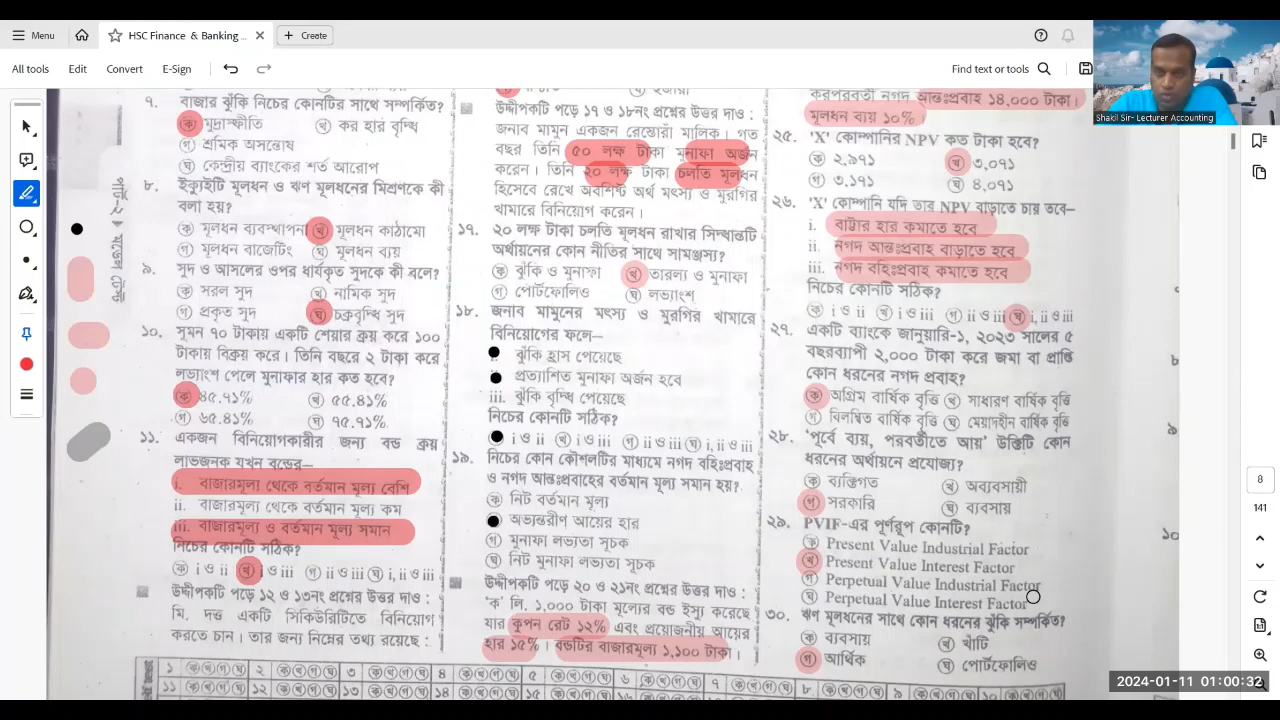 Menu
HSC Finance & Banking ...
Create
All tools
Edit
Convert
E-Sign
Find text or tools
Shakil Sir- Lecturer Accounting
পার্ট-২ ❫ মডেল টেস্ট
৭. বাজার ঝুঁকি নিচের কোনটির সাথে সম্পর্কিত?
ক মুদ্রাস্ফীতি খ কর হার বৃদ্ধি
গ শ্রমিক অসন্তোষ
ঘ কেন্দ্রীয় ব্যাংকের শর্ত আরোপ
৮. ইক্যুইটি মূলধন ও ঋণ মূলধনের মিশ্রণকে কী
বলা হয়?
ক মূলধন ব্যবস্থাপনা খ মূলধন কাঠামো
গ মূলধন বাজেটিং ঘ মূলধন ব্যয়
৯. সুদ ও আসলের ওপর ধার্যকৃত সুদকে কী বলে?
ক সরল সুদ খ নামিক সুদ
গ প্রকৃত সুদ ঘ চক্রবৃদ্ধি সুদ
১০. সুমন ৭০ টাকায় একটি শেয়ার ক্রয় করে ১০০
টাকায় বিক্রয় করে। তিনি বছরে ২ টাকা করে
লভ্যাংশ পেলে মুনাফার হার কত হবে?
ক ৪৫.৭১% খ ৫৫.৪১%
গ ৬৫.৪১% ঘ ৭৫.৭১%
১১. একজন বিনিয়োগকারীর জন্য বন্ড ক্রয়
লাভজনক যখন বন্ডের—
i. বাজারমূল্য থেকে বর্তমান মূল্য বেশি
ii. বাজারমূল্য থেকে বর্তমান মূল্য কম
iii. বাজারমূল্য ও বর্তমান মূল্য সমান
নিচের কোনটি সঠিক?
ক i ও ii খ i ও iii গ ii ও iii ঘ i, ii ও iii
উদ্দীপকটি পড়ে ১২ ও ১৩নং প্রশ্নের উত্তর দাও :
মি. দত্ত একটি সিকিউরিটিতে বিনিয়োগ
করতে চান। তার জন্য নিম্নের তথ্য রয়েছে :
উদ্দীপকটি পড়ে ১৭ ও ১৮নং প্রশ্নের উত্তর দাও :
জনাব মামুন একজন রেস্তোরাঁ মালিক। গত
বছর তিনি ৫০ লক্ষ টাকা মুনাফা অর্জন
করেন। তিনি ২০ লক্ষ টাকা চলতি মূলধন
হিসেবে রেখে অবশিষ্ট অর্থ মৎস্য ও মুরগির
খামারে বিনিয়োগ করেন।
১৭. ২০ লক্ষ টাকা চলতি মূলধন রাখার সিদ্ধান্তটি
অর্থায়নের কোন নীতির সাথে সামঞ্জস্য?
ক ঝুঁকি ও মুনাফা খ তারল্য ও মুনাফা
গ পোর্টফোলিও ঘ লভ্যাংশ
১৮. জনাব মামুনের মৎস্য ও মুরগির খামারে
বিনিয়োগের ফলে—
ঝুঁকি হ্রাস পেয়েছে
প্রত্যাশিত মুনাফা অর্জন হবে
iii. ঝুঁকি বৃদ্ধি পেয়েছে
নিচের কোনটি সঠিক?
i ও ii খ i ও iii গ ii ও iii ঘ i, ii ও iii
১৯. নিচের কোন কৌশলটির মাধ্যমে নগদ বহিঃপ্রবাহ
ও নগদ আন্তঃপ্রবাহের বর্তমান মূল্য সমান হয়?
ক নিট বর্তমান মূল্য
অভ্যন্তরীণ আয়ের হার
গ মুনাফা লভ্যতা সূচক
ঘ নিট মুনাফা লভ্যতা সূচক
উদ্দীপকটি পড়ে ২০ ও ২১নং প্রশ্নের উত্তর দাও :
'ক' লি. ১,০০০ টাকা মূল্যের বন্ড ইস্যু করেছে
যার কুপন রেট ১২% এবং প্রয়োজনীয় আয়ের
হার ১৫%। বন্ডটির বাজারমূল্য ১,১০০ টাকা।
করপরবর্তী নগদ আন্তঃপ্রবাহ ১৪,০০০ টাকা।
মূলধন ব্যয় ১০%
২৫. 'X' কোম্পানির NPV কত টাকা হবে?
ক ২,৯৭১ খ ৩,০৭১
গ ৩,১৭১ ঘ ৪,০৭১
২৬. 'X' কোম্পানি যদি তার NPV বাড়াতে চায় তবে—
i. বাট্টার হার কমাতে হবে
ii. নগদ আন্তঃপ্রবাহ বাড়াতে হবে
iii. নগদ বহিঃপ্রবাহ কমাতে হবে
নিচের কোনটি সঠিক?
ক i ও ii খ i ও iii গ ii ও iii ঘ i, ii ও iii
২৭. একটি ব্যাংকে জানুয়ারি-১, ২০২৩ সালের ৫
বছরব্যাপী ২,০০০ টাকা করে জমা বা প্রাপ্তি
কোন ধরনের নগদ প্রবাহ?
ক অগ্রিম বার্ষিক বৃত্তি খ সাধারণ বার্ষিক বৃত্তি
গ বিলম্বিত বার্ষিক বৃত্তি ঘ মেয়াদহীন বার্ষিক বৃত্তি
২৮. 'পূর্বে ব্যয়, পরবর্তীতে আয়' উক্তিটি কোন
ধরনের অর্থায়নে প্রযোজ্য?
ক ব্যক্তিগত খ অব্যবসায়ী
গ সরকারি ঘ ব্যবসায়
২৯. PVIF-এর পূর্ণরূপ কোনটি?
ক Present Value Industrial Factor
খ Present Value Interest Factor
গ Perpetual Value Industrial Factor
ঘ Perpetual Value Interest Factor
৩০. ঋণ মূলধনের সাথে কোন ধরনের ঝুঁকি সম্পর্কিত?
ক ব্যবসায় খ খাঁটি
গ আর্থিক ঘ পোর্টফোলিও
8
141
2024-01-11 01:00:32